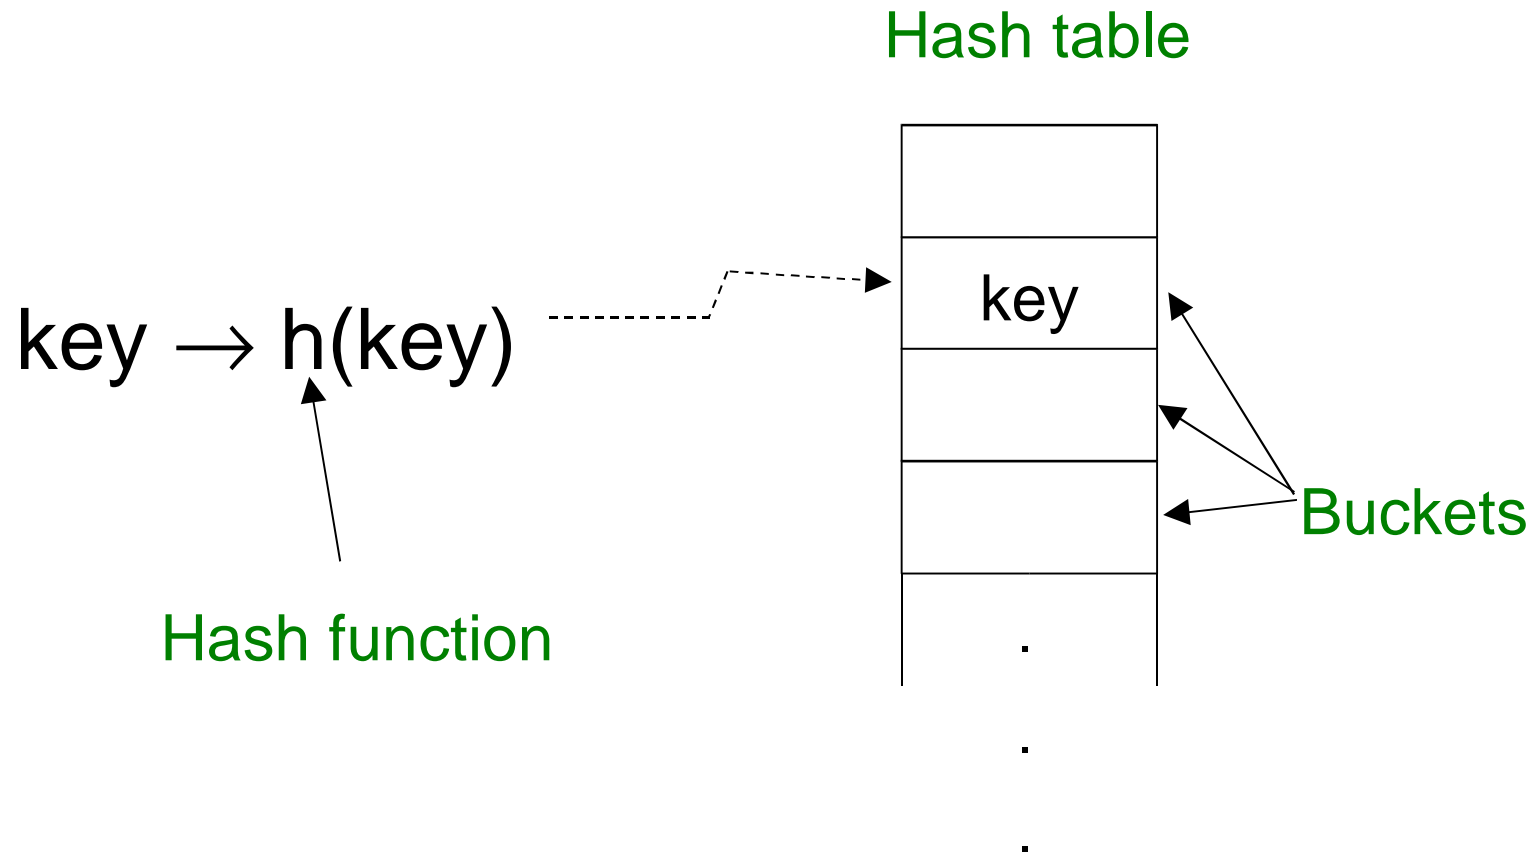 Hash table
key
key → h(key)
Buckets
Hash function
.
.
.